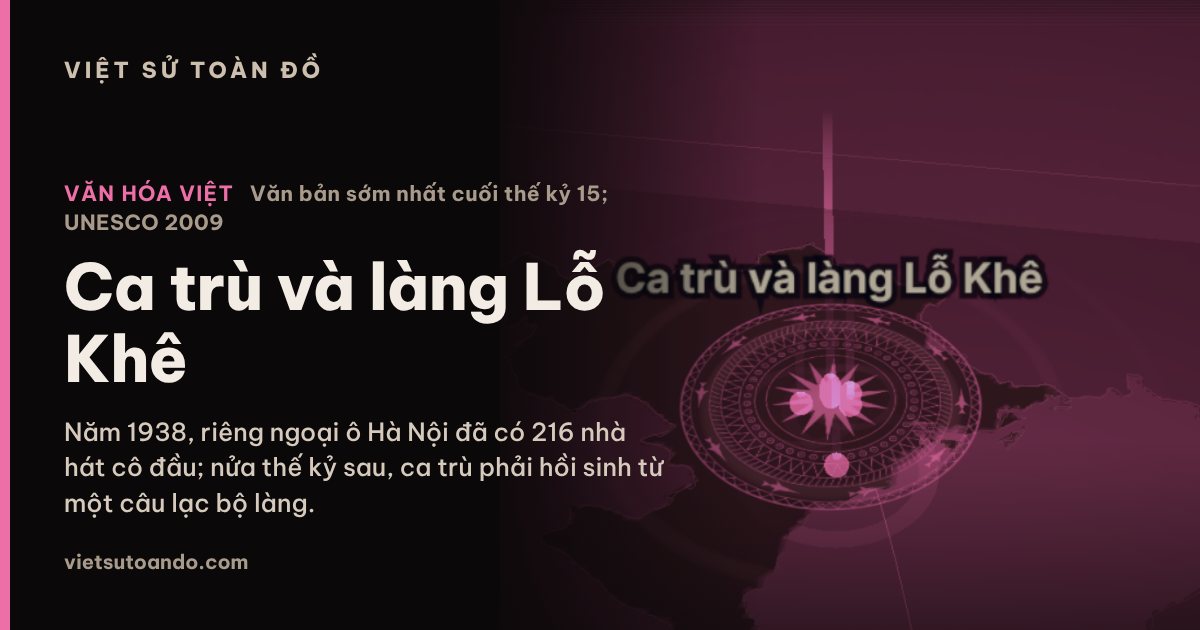 VIỆT SỬ TOÀN ĐỒ
VĂN HÓA VIỆT Văn bản sớm nhất cuối thế kỷ 15;
UNESCO 2009
Ca trù và làng Lỗ
Khê
Ca trù và làng Lỗ Khê
Năm 1938, riêng ngoại ô Hà Nội đã có 216 nhà
hát cô đầu; nửa thế kỷ sau, ca trù phải hồi sinh từ
một câu lạc bộ làng.
vietsutoando.com